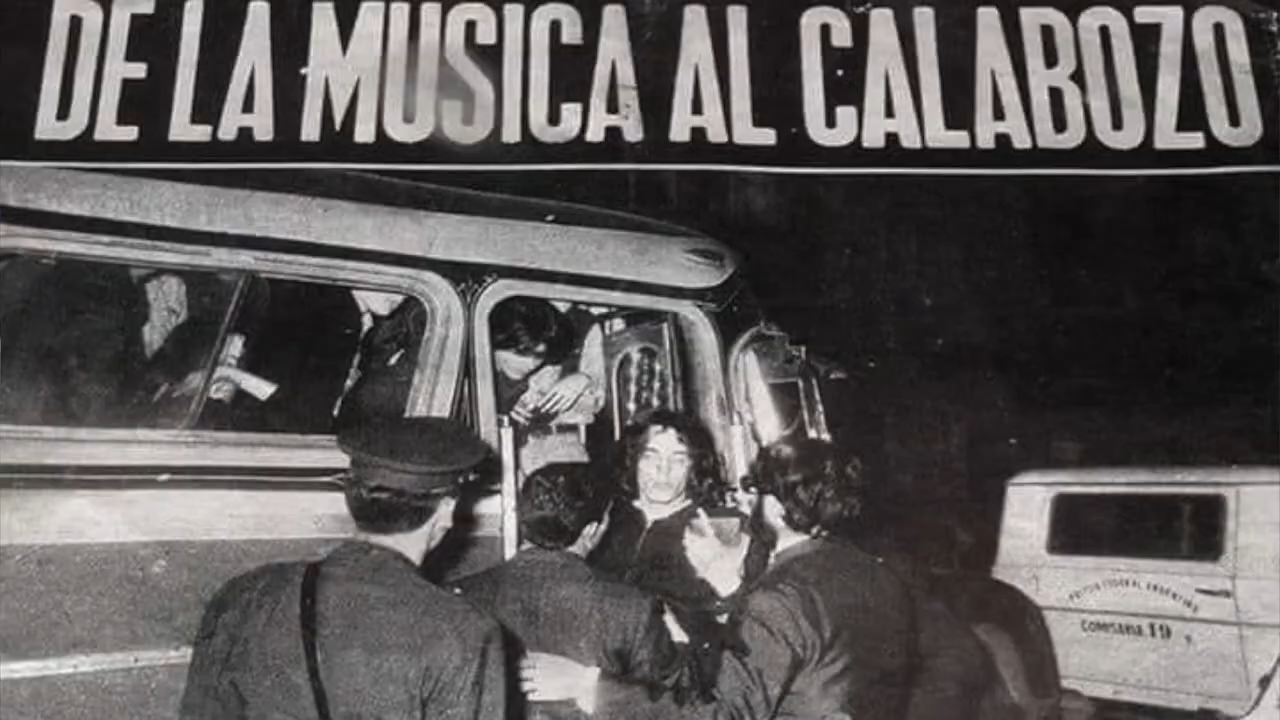 DE LA MUSICA AL CALABOZO
POLICIA FEDERAL ARGENTINA
COMISARIA 19